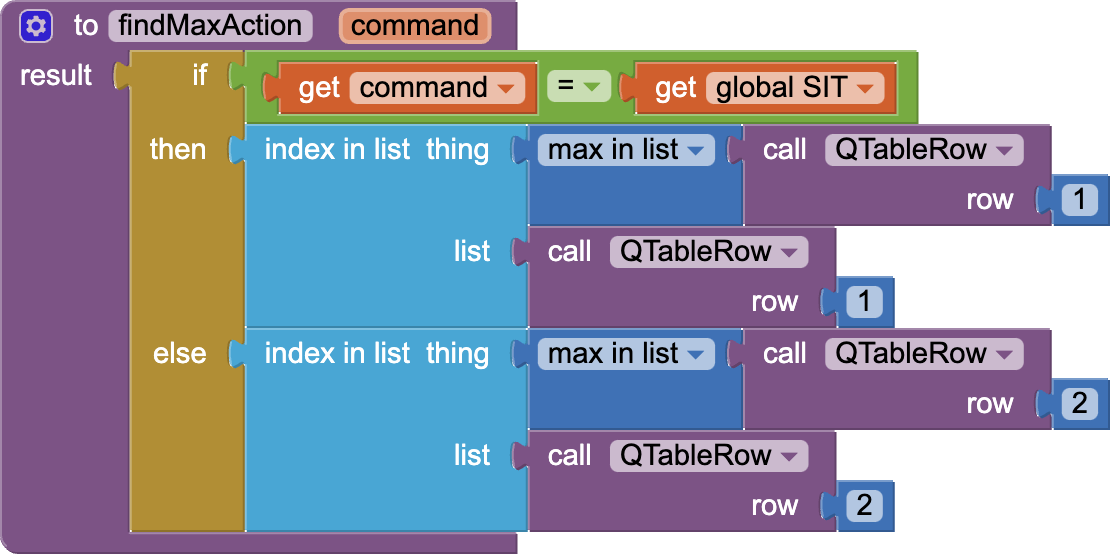 to findMaxAction command
result if get command = get global SIT
then index in list thing max in list call QTableRow
row 1
list call QTableRow
row 1
else index in list thing max in list call QTableRow
row 2
list call QTableRow
row 2